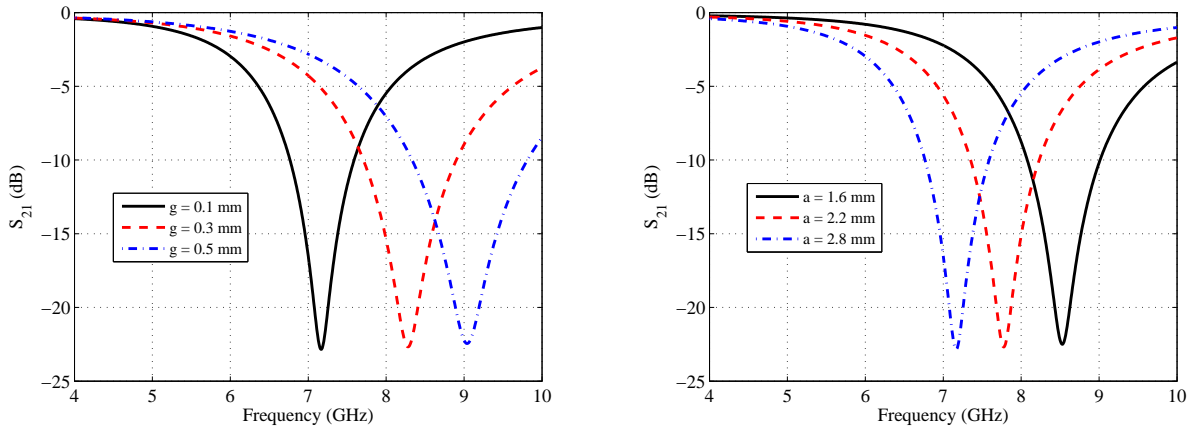 0
−5
−10
−15
−20
−25
4 5 6 7 8 9 10
Frequency (GHz)
S21 (dB)
g = 0.1 mm
g = 0.3 mm
g = 0.5 mm
0
−5
−10
−15
−20
−25
4 5 6 7 8 9 10
Frequency (GHz)
S21 (dB)
a = 1.6 mm
a = 2.2 mm
a = 2.8 mm